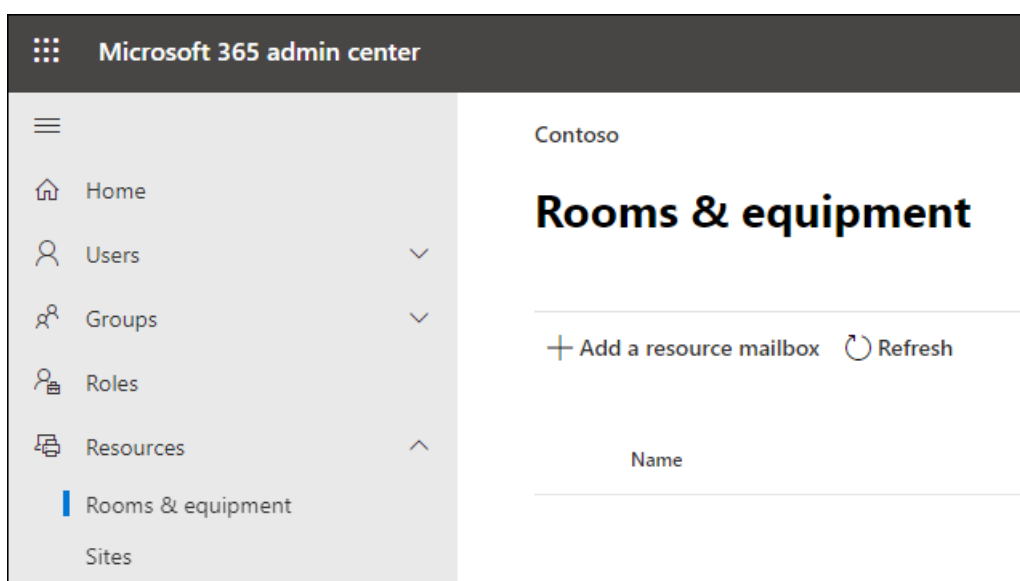 Microsoft 365 admin center
Home
Users
Groups
Roles
Resources
Rooms & equipment
Sites
Contoso
Rooms & equipment
Add a resource mailbox
Refresh
Name